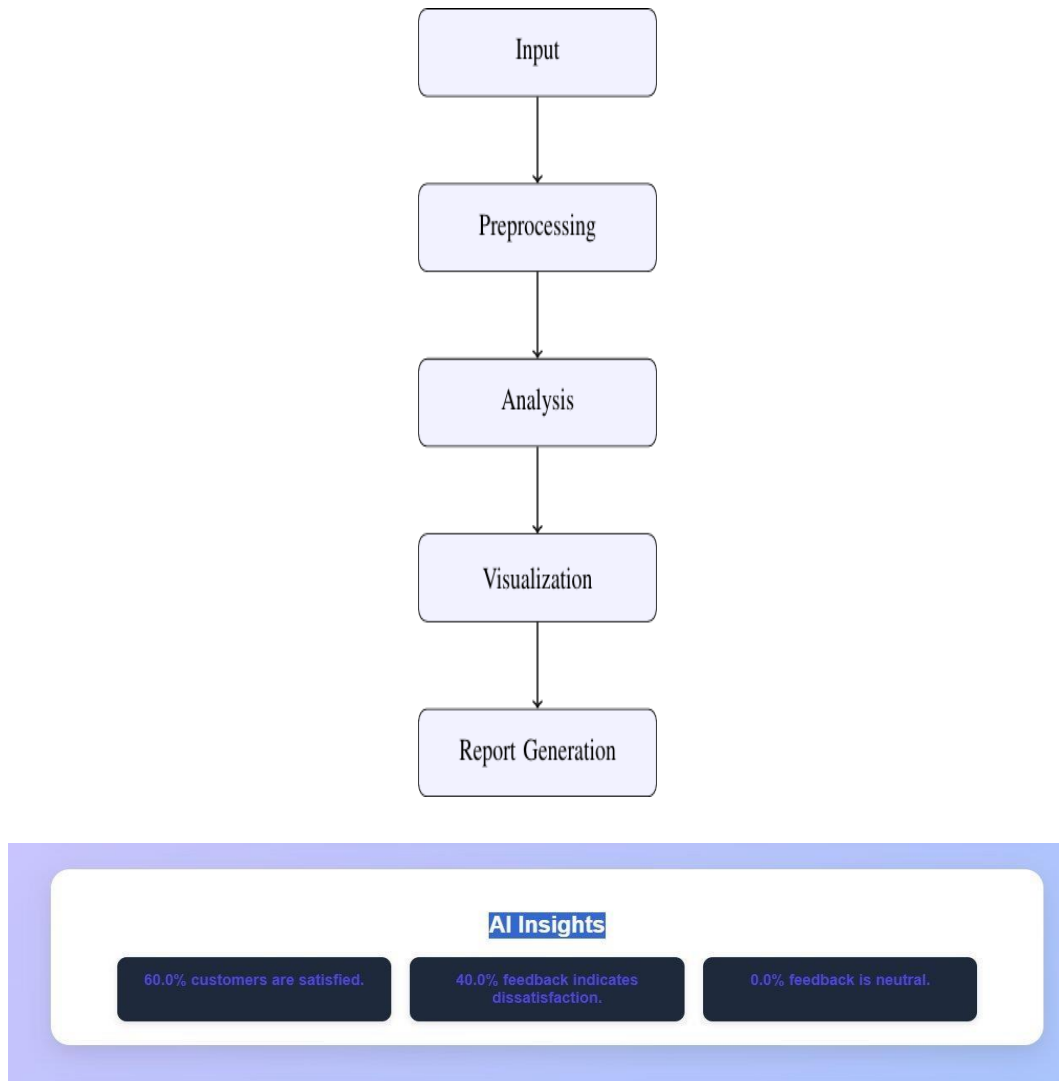 Input
Preprocessing
Analysis
Visualization
Report Generation
AI Insights
60.0% customers are satisfied.
40.0% feedback indicates
dissatisfaction.
0.0% feedback is neutral.